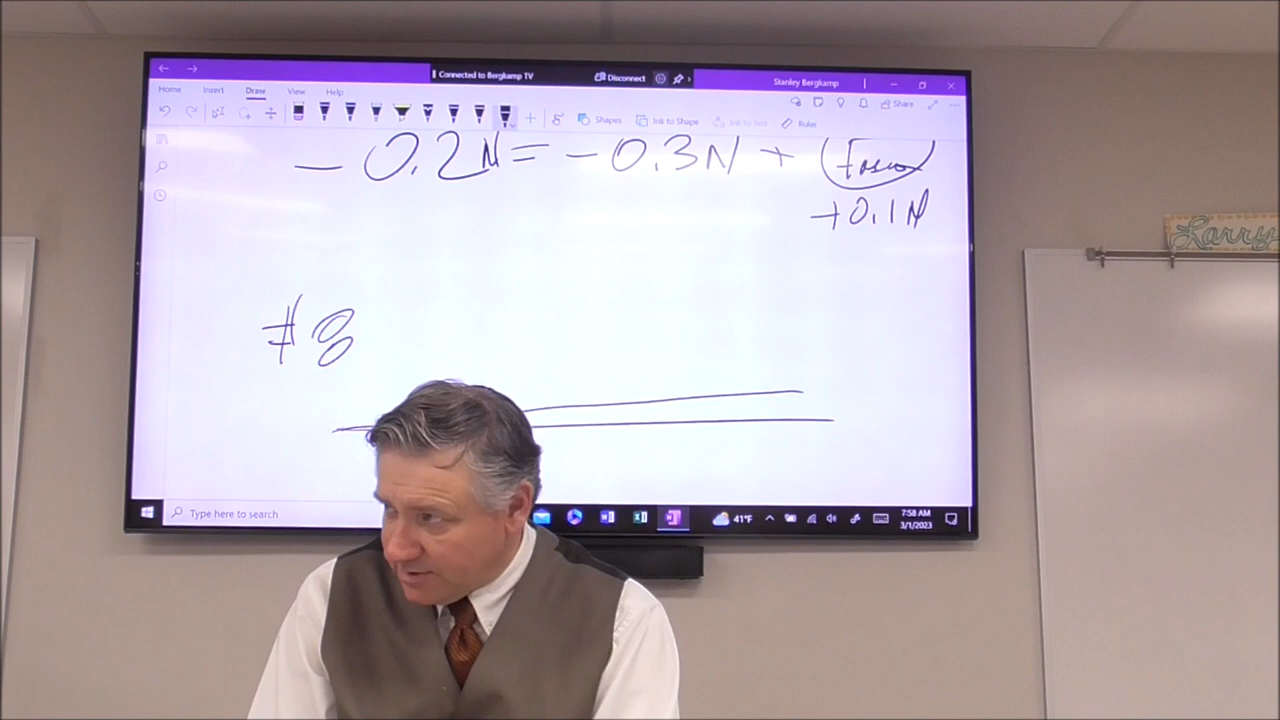 Connected to Bergkamp TV
Disconnect
Stanley Bergkamp
Home Insert Draw View Help
Share
Shapes Ink to Shape Ink to Text Ruler
- 0.2N = - 0.3N +
+0.1N
#8
Type here to search
41°F
7:58 AM
3/1/2023
Larry